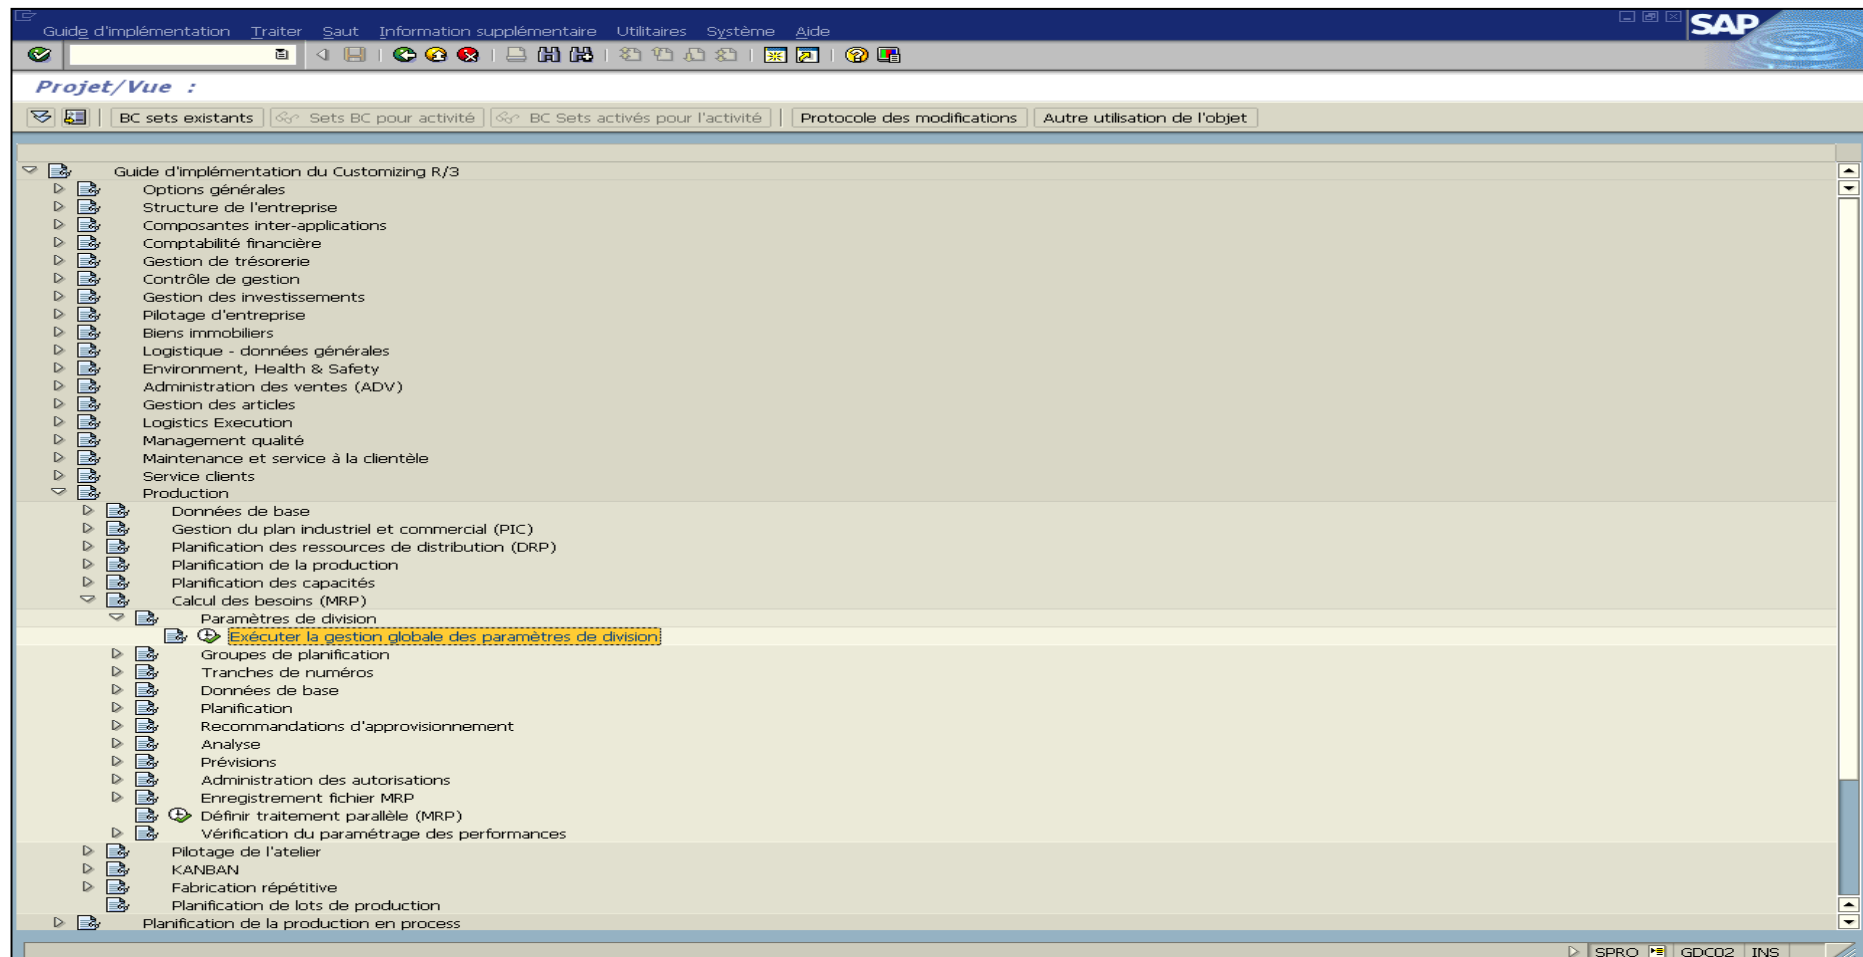 Guide d'implémentation Traiter Saut Information supplémentaire Utilitaires Système Aide
SAP
Projet/Vue :
BC sets existants Sets BC pour activité BC Sets activés pour l'activité Protocole des modifications Autre utilisation de l'objet
Guide d'implémentation du Customizing R/3
Options générales
Structure de l'entreprise
Composantes inter-applications
Comptabilité financière
Gestion de trésorerie
Contrôle de gestion
Gestion des investissements
Pilotage d'entreprise
Biens immobiliers
Logistique - données générales
Environment, Health & Safety
Administration des ventes (ADV)
Gestion des articles
Logistics Execution
Management qualité
Maintenance et service à la clientèle
Service clients
Production
Données de base
Gestion du plan industriel et commercial (PIC)
Planification des ressources de distribution (DRP)
Planification de la production
Planification des capacités
Calcul des besoins (MRP)
Paramètres de division
Exécuter la gestion globale des paramètres de division
Groupes de planification
Tranches de numéros
Données de base
Planification
Recommandations d'approvisionnement
Analyse
Prévisions
Administration des autorisations
Enregistrement fichier MRP
Définir traitement parallèle (MRP)
Vérification du paramétrage des performances
Pilotage de l'atelier
KANBAN
Fabrication répétitive
Planification de lots de production
Planification de la production en process
SPRO GDC02 INS